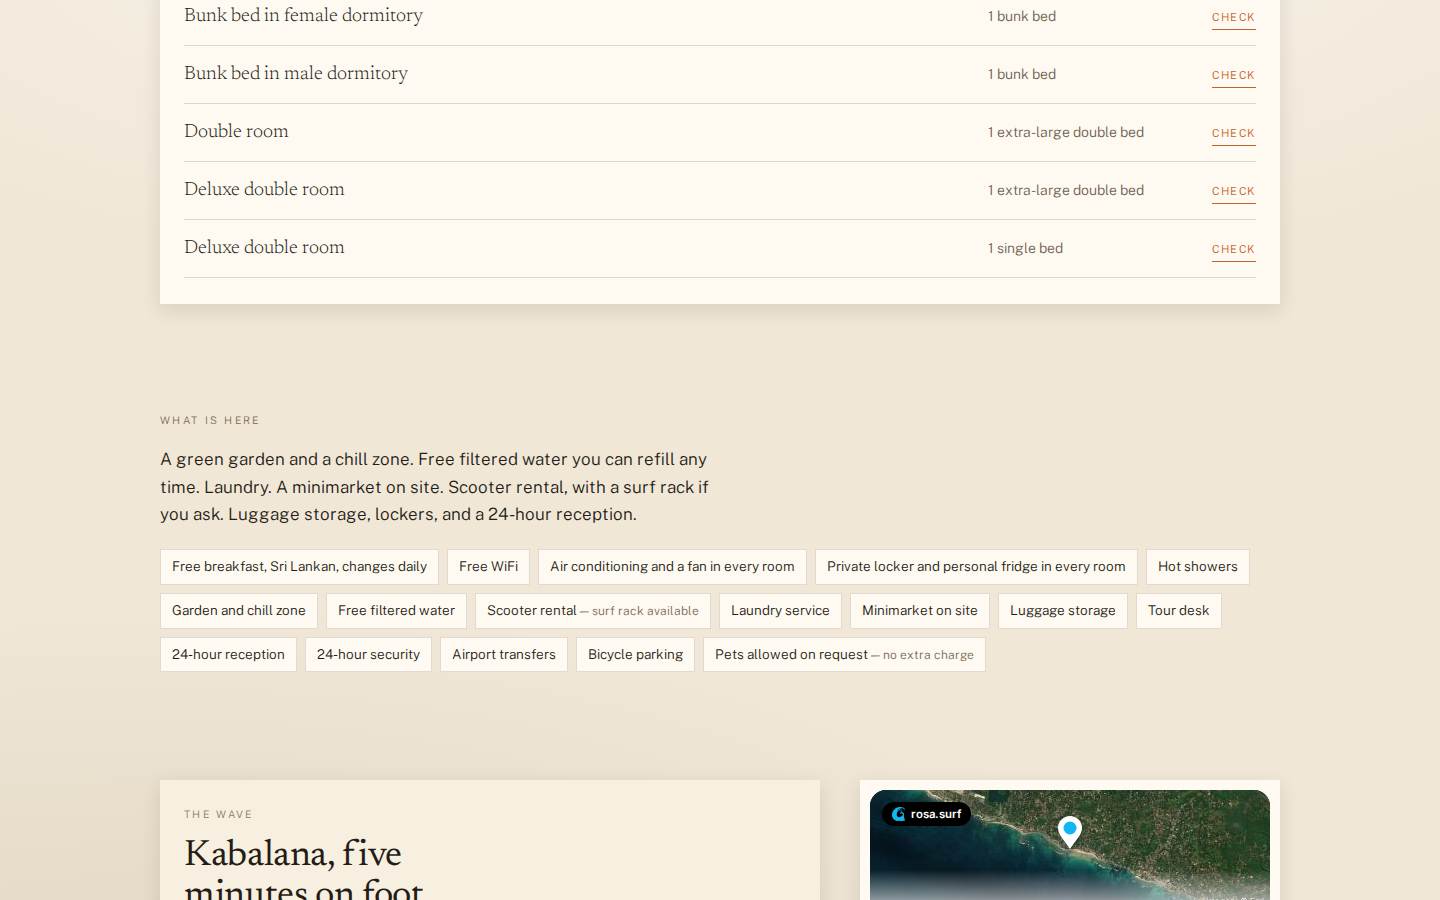 Bunk bed in female dormitory 1 bunk bed CHECK
Bunk bed in male dormitory 1 bunk bed CHECK
Double room 1 extra-large double bed CHECK
Deluxe double room 1 extra-large double bed CHECK
Deluxe double room 1 single bed CHECK
WHAT IS HERE
A green garden and a chill zone. Free filtered water you can refill any
time. Laundry. A minimarket on site. Scooter rental, with a surf rack if
you ask. Luggage storage, lockers, and a 24-hour reception.
Free breakfast, Sri Lankan, changes daily Free WiFi Air conditioning and a fan in every room Private locker and personal fridge in every room Hot showers
Garden and chill zone Free filtered water Scooter rental — surf rack available Laundry service Minimarket on site Luggage storage Tour desk
24-hour reception 24-hour security Airport transfers Bicycle parking Pets allowed on request — no extra charge
THE WAVE
Kabalana, five
minutes on foot
rosa.surf